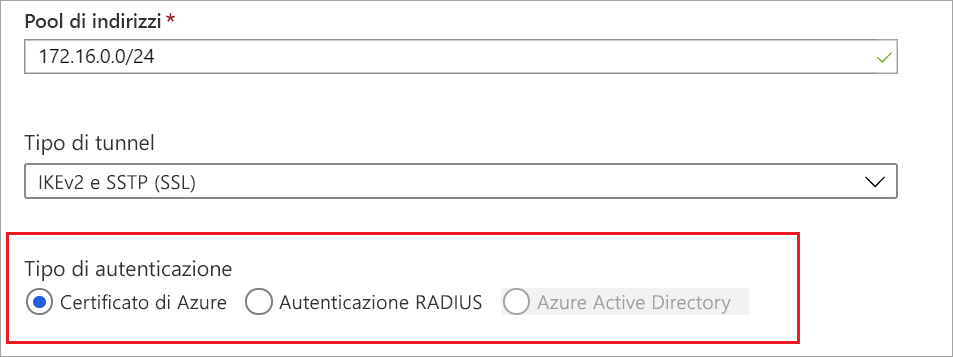 Pool di indirizzi*
172.16.0.0/24
Tipo di tunnel
IKEv2 e SSTP (SSL)
Tipo di autenticazione
Certificato di Azure Autenticazione RADIUS Azure Active Directory